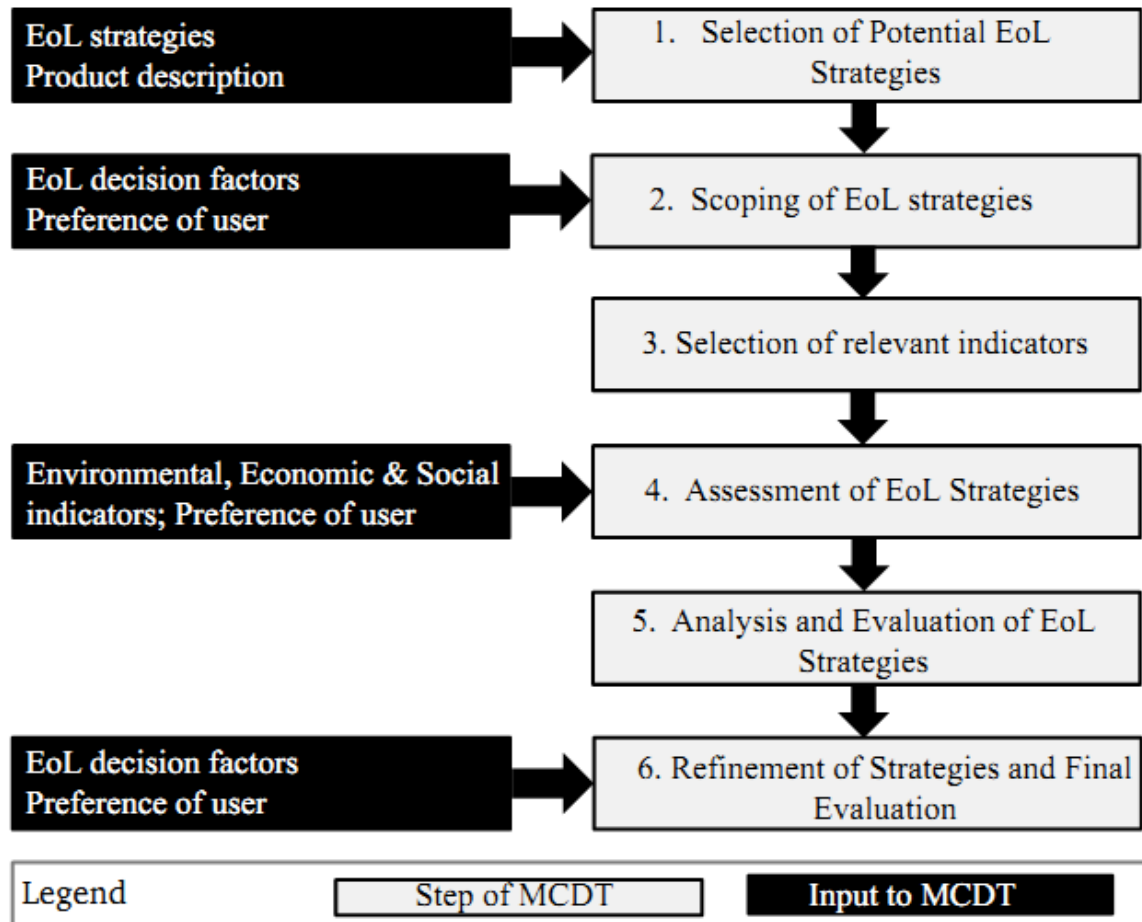 EoL strategies
Product description
1. Selection of Potential EoL
Strategies
EoL decision factors
Preference of user
2. Scoping of EoL strategies
3. Selection of relevant indicators
Environmental, Economic & Social
indicators; Preference of user
4. Assessment of EoL Strategies
5. Analysis and Evaluation of EoL
Strategies
EoL decision factors
Preference of user
6. Refinement of Strategies and Final
Evaluation
Legend
Step of MCDT
Input to MCDT